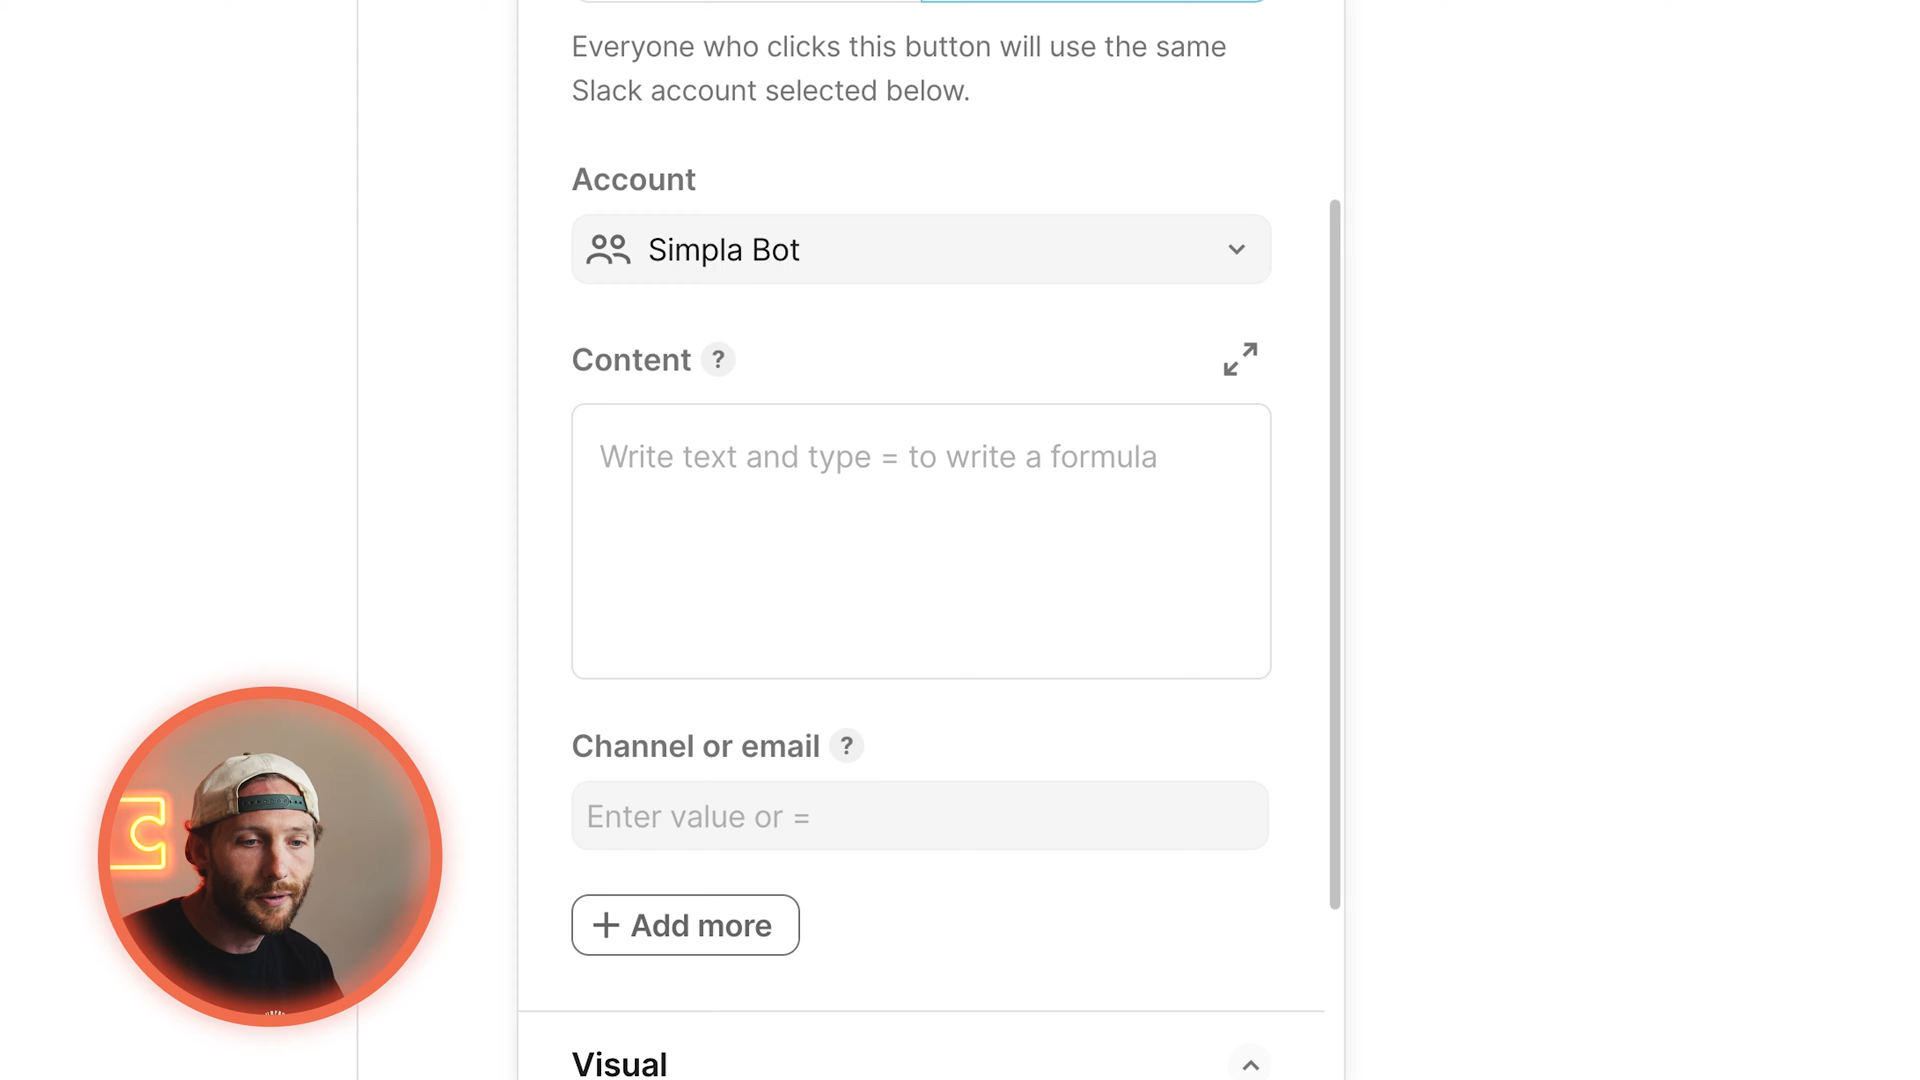 Everyone who clicks this button will use the same
Slack account selected below.
Account
Simpla Bot
Content ?
Write text and type = to write a formula
Channel or email ?
Enter value or =
+ Add more
Visual